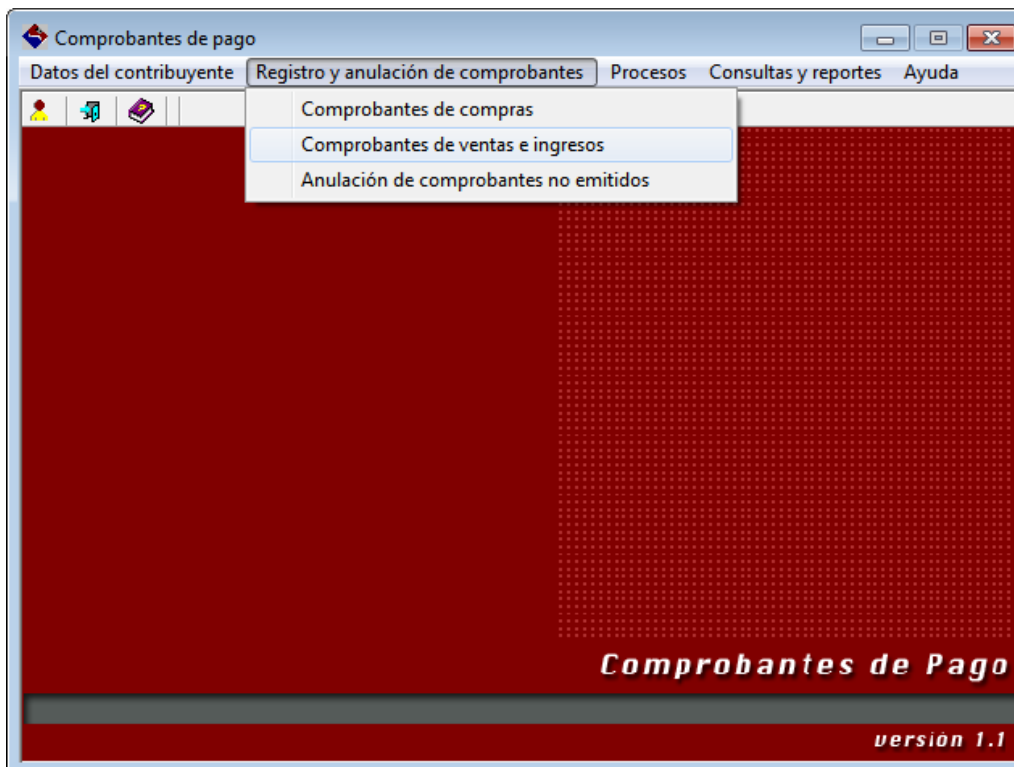 Comprobantes de pago
Datos del contribuyente Registro y anulación de comprobantes Procesos Consultas y reportes Ayuda
Comprobantes de compras
Comprobantes de ventas e ingresos
Anulación de comprobantes no emitidos
Comprobantes de Pago
versión 1.1